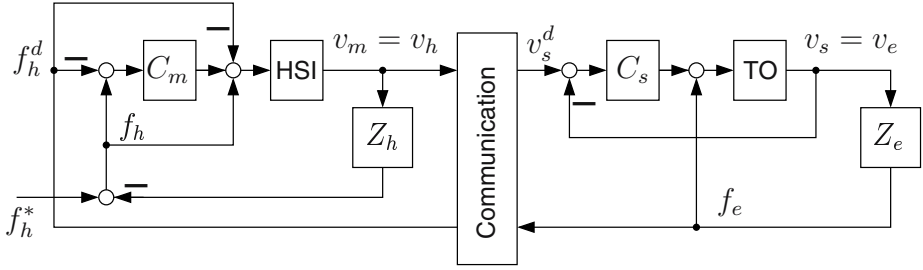 f_h^d
C_m
HSI
v_m = v_h
f_h
Z_h
f_h^*
Communication
v_s^d
C_s
TO
v_s = v_e
Z_e
f_e